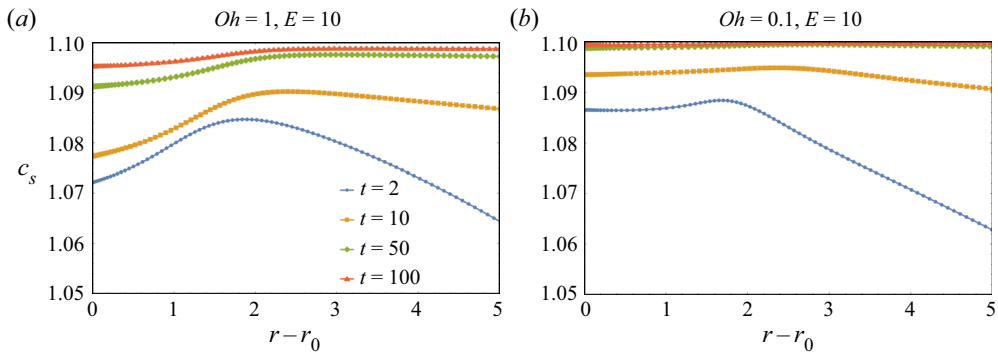 (a) Oh = 1, E = 10
1.10
1.09
1.08
1.07
1.06
1.05
c_s
t = 2
t = 10
t = 50
t = 100
0 1 2 3 4 5
r – r_0
(b) Oh = 0.1, E = 10
1.10
1.09
1.08
1.07
1.06
1.05
0 1 2 3 4 5
r – r_0